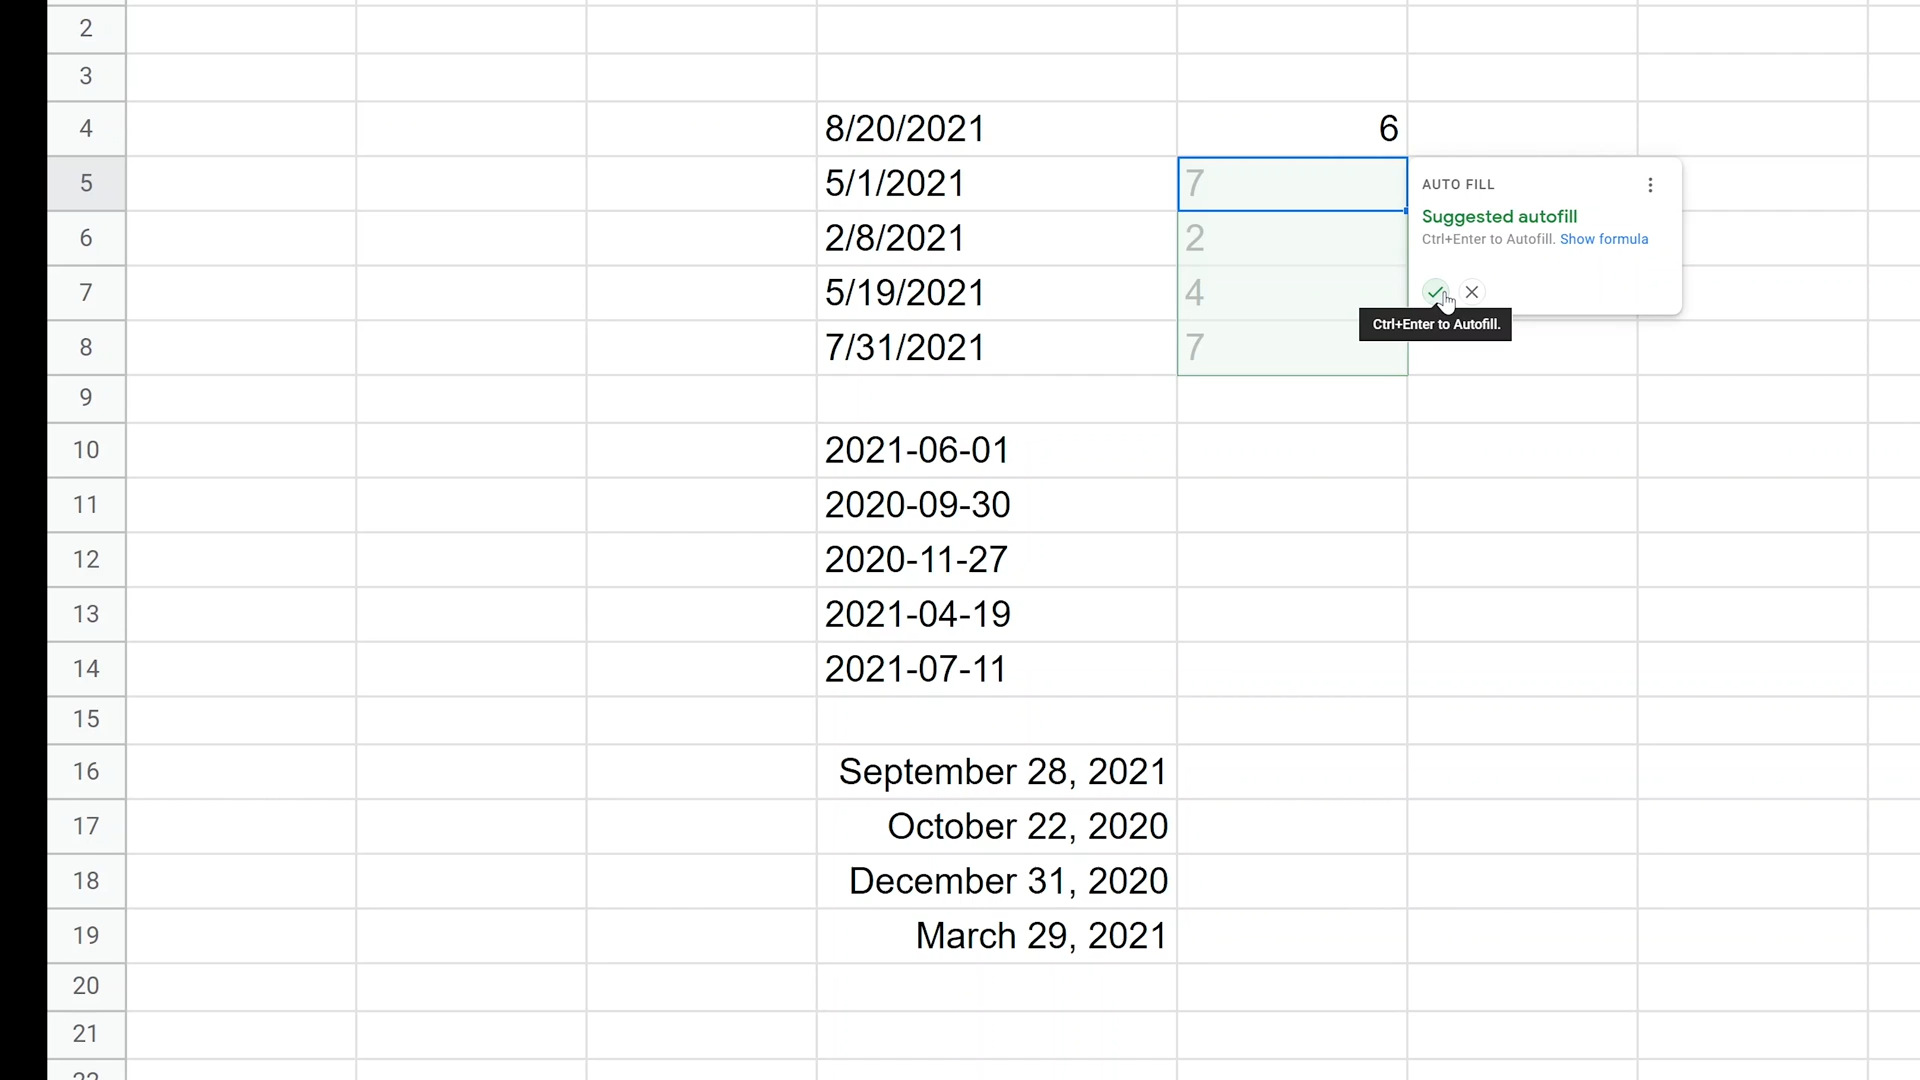 2
3
4 8/20/2021 6
5 5/1/2021 7
AUTO FILL
Suggested autofill
Ctrl+Enter to Autofill. Show formula
6 2/8/2021 2
7 5/19/2021 4
Ctrl+Enter to Autofill.
8 7/31/2021 7
9
10 2021-06-01
11 2020-09-30
12 2020-11-27
13 2021-04-19
14 2021-07-11
15
16 September 28, 2021
17 October 22, 2020
18 December 31, 2020
19 March 29, 2021
20
21